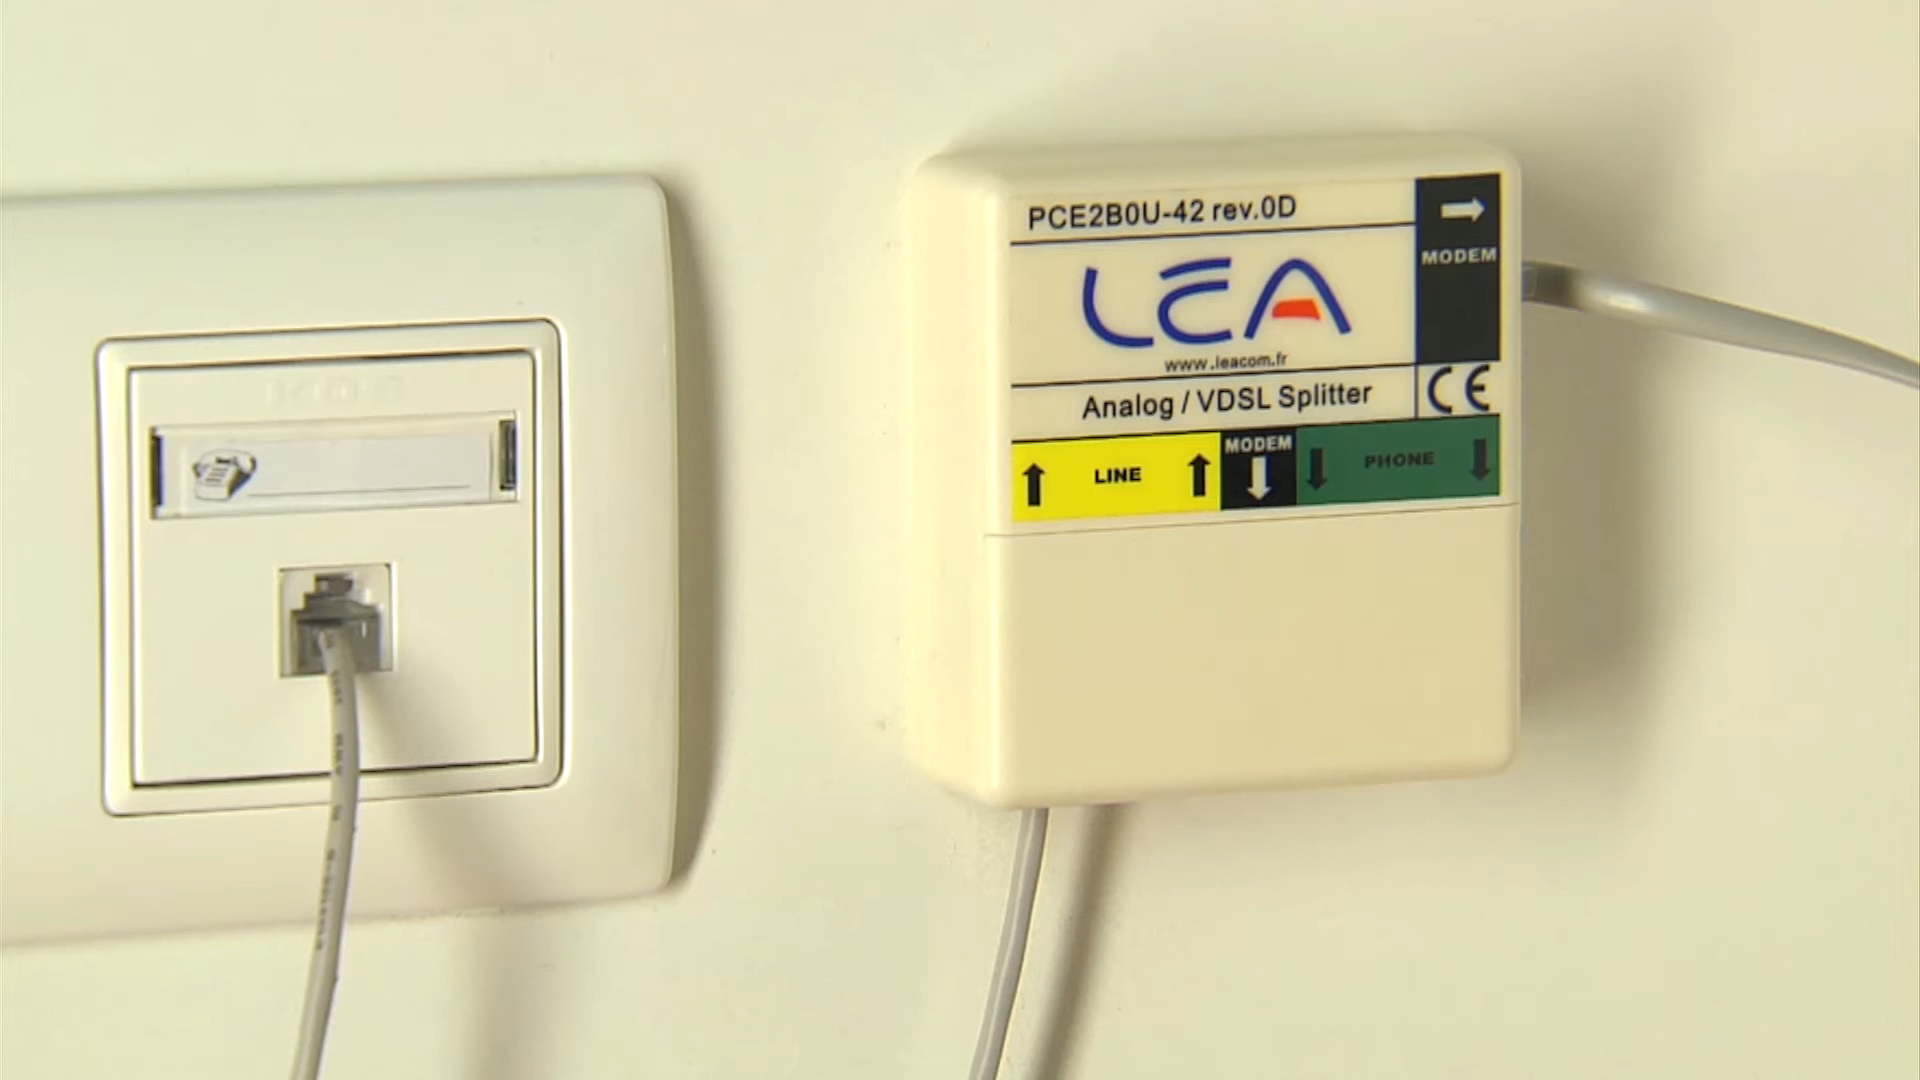 PCE2B0U-42 rev.0D
MODEM
LEA
www.leacom.fr
Analog / VDSL Splitter
CE
LINE
MODEM
PHONE